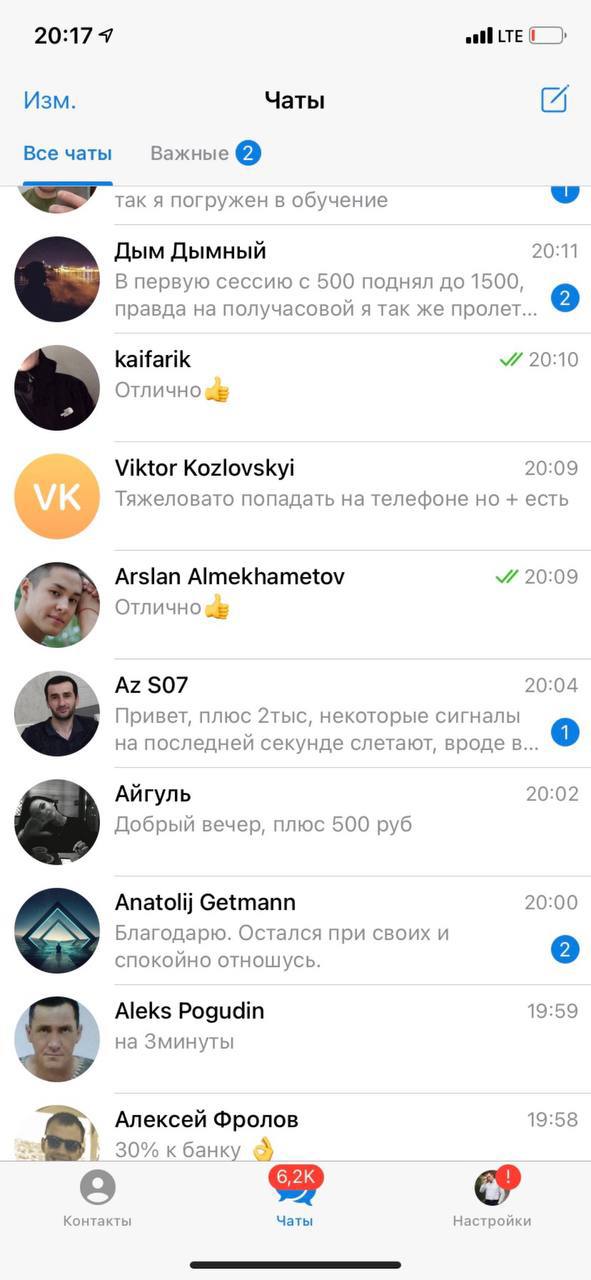 20:17
LTE
Изм.
Чаты
Все чаты
Важные 2
так я погружен в обучение
1
Дым Дымный
20:11
В первую сессию с 500 поднял до 1500,
правда на получасовой я так же пролет...
2
kaifarik
20:10
Отлично👍
Viktor Kozlovskyi
20:09
VK
Тяжеловато попадать на телефоне но + есть
Arslan Almekhametov
20:09
Отлично👍
Az S07
20:04
Привет, плюс 2тыс, некоторые сигналы
на последней секунде слетают, вроде в...
1
Айгуль
20:02
Добрый вечер, плюс 500 руб
Anatolij Getmann
20:00
Благодарю. Остался при своих и
спокойно отношусь.
2
Aleks Pogudin
19:59
на 3минуты
Алексей Фролов
19:58
30% к банку 👌
6,2K
!
Контакты
Чаты
Настройки